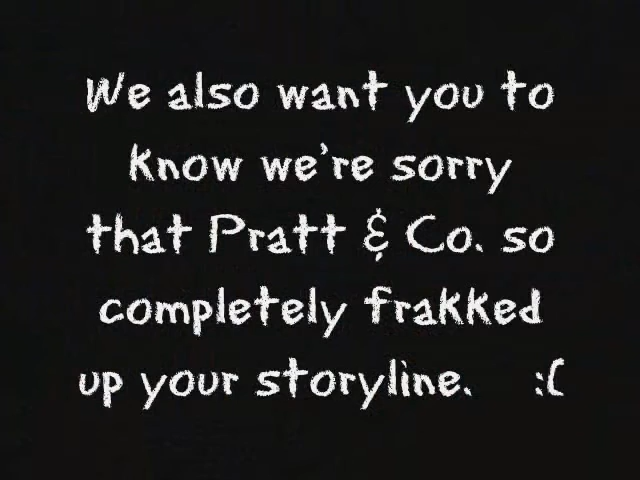 We also want you to
know we're sorry
that Pratt & Co. so
completely frakked
up your storyline. :(